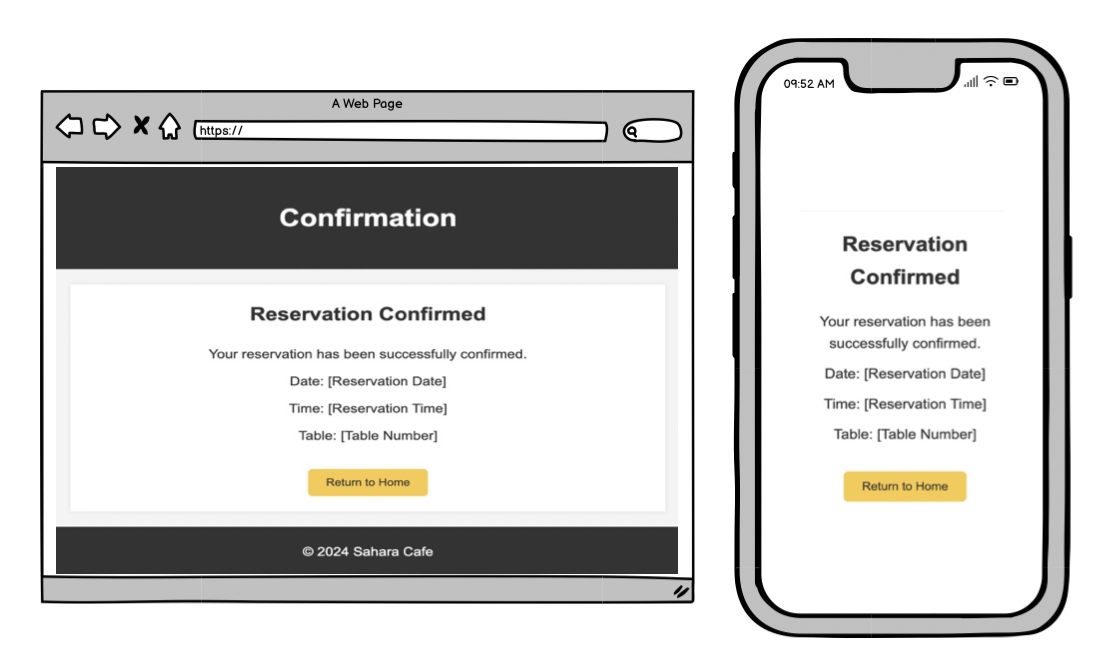 A Web Page
https://
Confirmation
Reservation Confirmed
Your reservation has been successfully confirmed.
Date: [Reservation Date]
Time: [Reservation Time]
Table: [Table Number]
Return to Home
© 2024 Sahara Cafe
09:52 AM
Reservation
Confirmed
Your reservation has been
successfully confirmed.
Date: [Reservation Date]
Time: [Reservation Time]
Table: [Table Number]
Return to Home